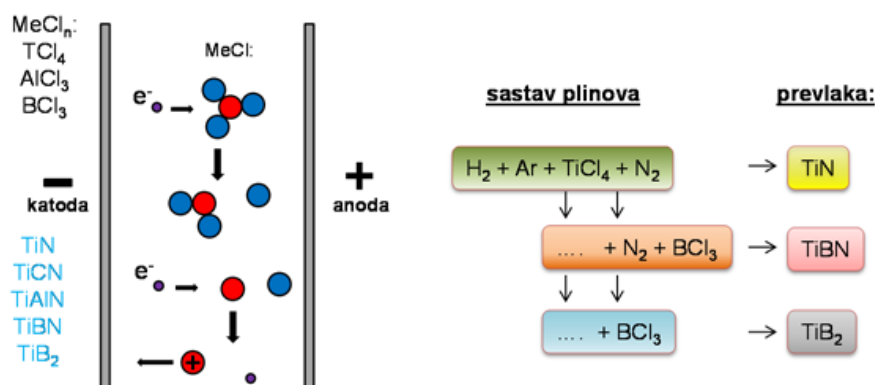 MeClₙ:
TCl₄
AlCl₃
BCl₃
−
katoda
TiN
TiCN
TiAlN
TiBN
TiB₂
MeCl:
e⁻
e⁻
+
+
anoda
sastav plinova
prevlaka:
H₂ + Ar + TiCl₄ + N₂
TiN
.... + N₂ + BCl₃
TiBN
.... + BCl₃
TiB₂